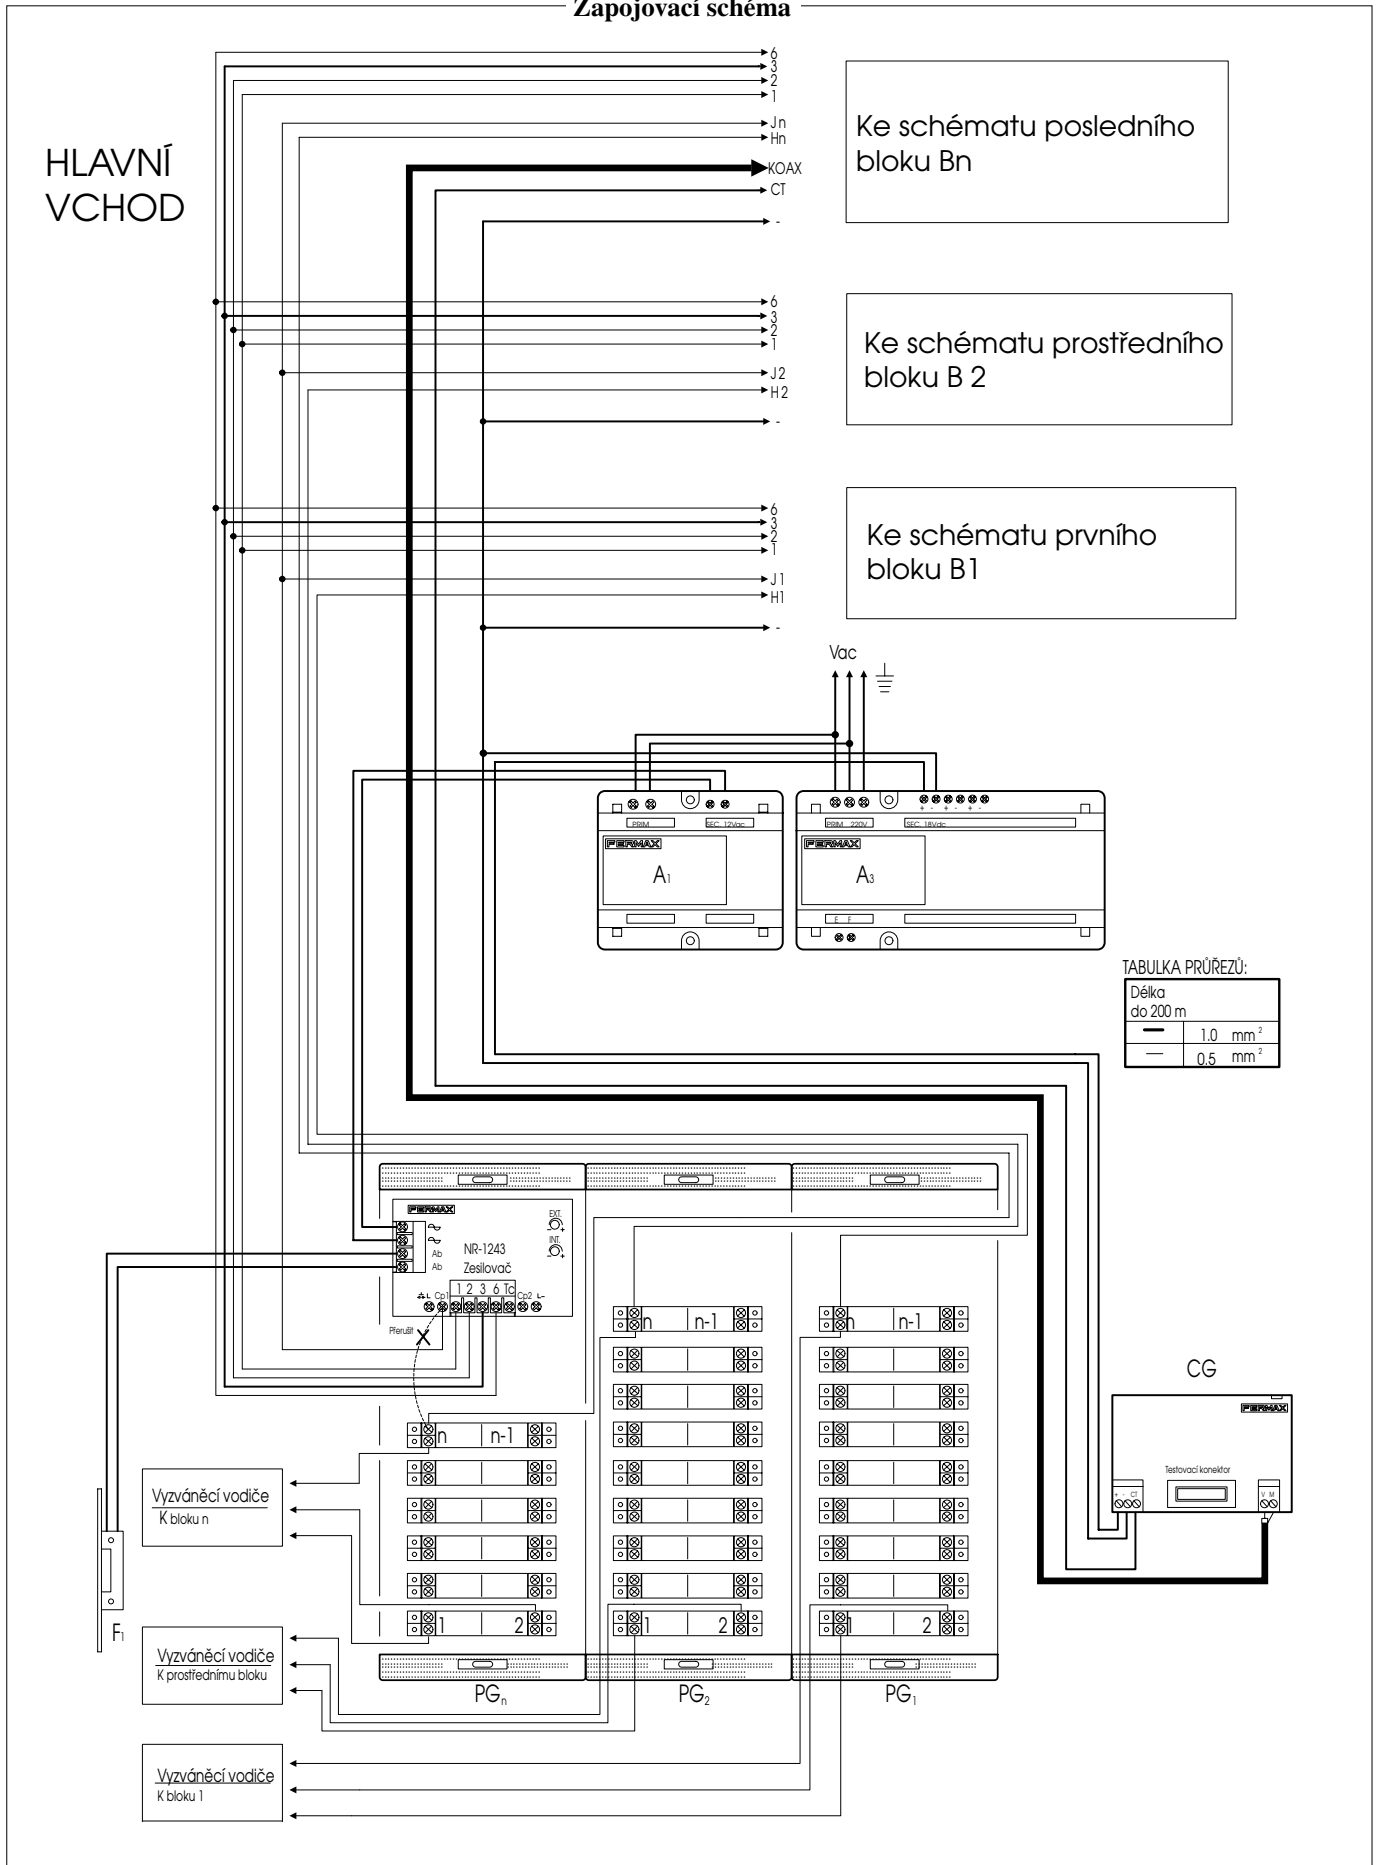 Zapojovací schéma
HLAVNÍ
VCHOD
6
3
2
1
Jn
Hn
KOAX
CT
-
Ke schématu posledního
bloku Bn
6
3
2
1
J2
H2
-
Ke schématu prostředního
bloku B 2
6
3
2
1
J1
H1
-
Ke schématu prvního
bloku B1
Vac
PRIM
SEC. 12Vac
FERMAX
A1
PRIM 220V
+ - + - + -
SEC. 18Vdc
FERMAX
A3
E F
TABULKA PRŮŘEZŮ:
Délka
do 200 m
1.0 mm²
0.5 mm²
FERMAX
EXT.
- +
INT.
- +
Ab
Ab
NR-1243
Zesilovač
L Cp1 1 2 3 6 Tc Cp2 L-
Přerušit
n n-1
n n-1
n n-1
1 2
1 2
1 2
PGn
PG2
PG1
CG
FERMAX
Testovací konektor
+ - CT
V M
F1
Vyzváněcí vodiče
K bloku n
Vyzváněcí vodiče
K prostřednímu bloku
Vyzváněcí vodiče
K bloku 1